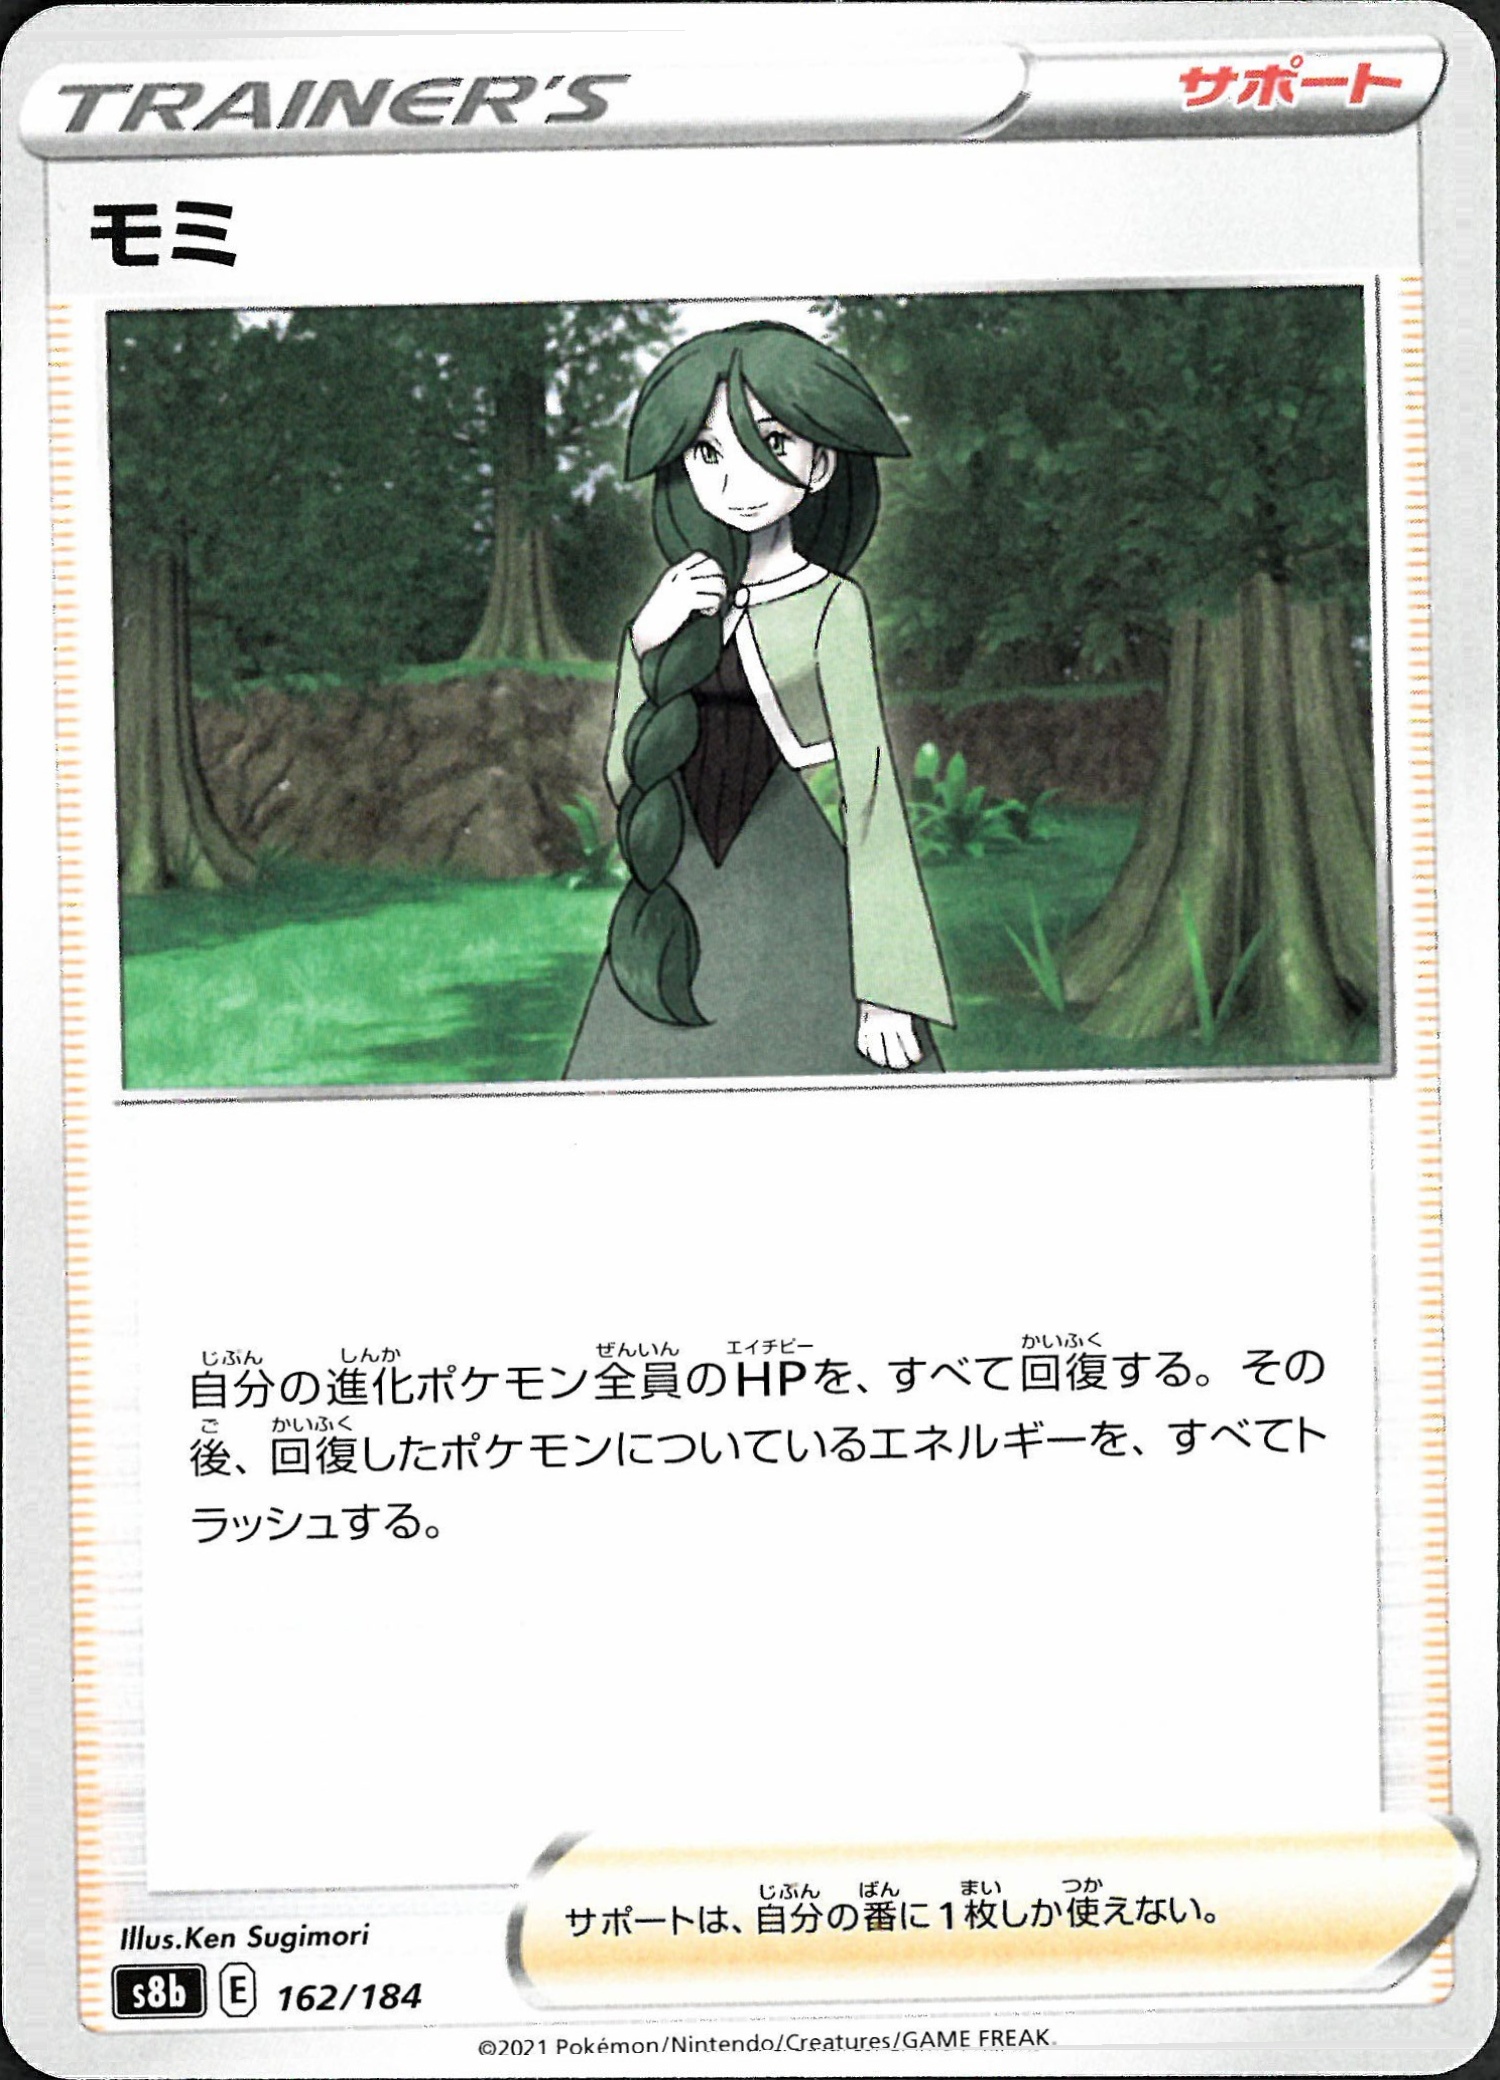 TRAINER'S
サポート
モミ
じぶん しんか ぜんいん エイチピー かいふく
自分の進化ポケモン全員のHPを、すべて回復する。その
ご かいふく
後、回復したポケモンについているエネルギーを、すべてト
ラッシュする。
じぶん ばん まい つか
サポートは、自分の番に1枚しか使えない。
Illus.Ken Sugimori
s8b E 162/184
©2021 Pokémon/Nintendo/Creatures/GAME FREAK.